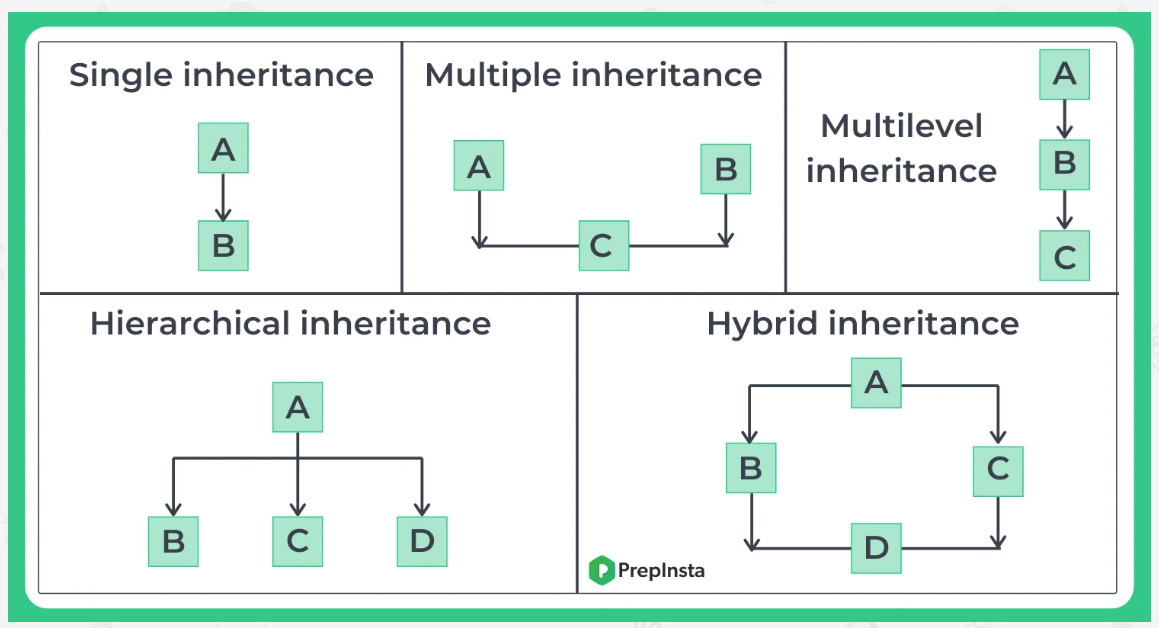 Single inheritance
A
B
Multiple inheritance
A
B
C
Multilevel
inheritance
A
B
C
Hierarchical inheritance
A
B C D
Hybrid inheritance
A
B
C
D
PrepInsta